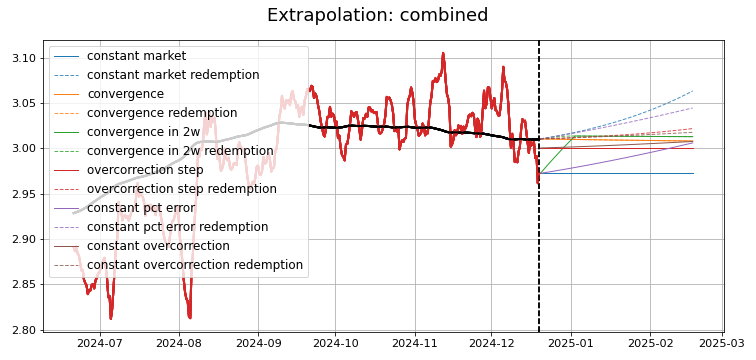 Extrapolation: combined
3.10
3.05
3.00
2.95
2.90
2.85
2.80
constant market
constant market redemption
convergence
convergence redemption
convergence in 2w
convergence in 2w redemption
overcorrection step
overcorrection step redemption
constant pct error
constant pct error redemption
constant overcorrection
constant overcorrection redemption
2024-07 2024-08 2024-09 2024-10 2024-11 2024-12 2025-01 2025-02 2025-03